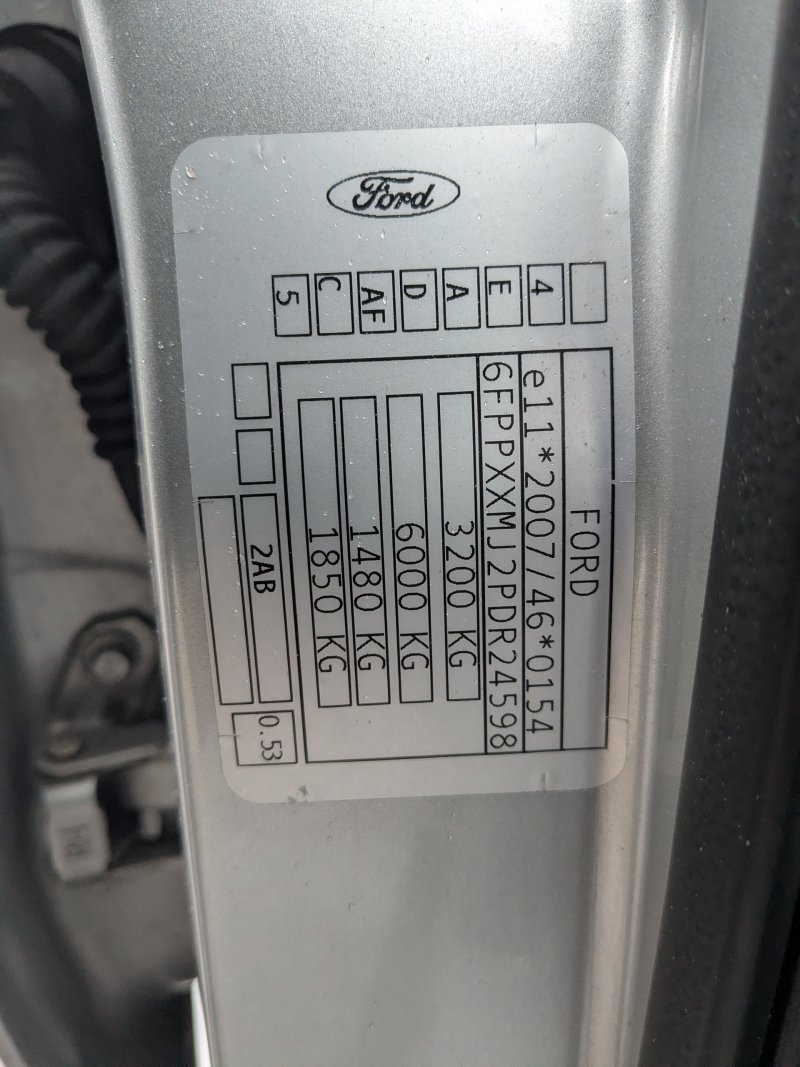 Ford
4
E
A
D
AF
C
5
FORD
e11*2007/46*0154
6FPPXXMJ2PDR24598
3200 KG
6000 KG
1480 KG
1850 KG
2AB
0.53